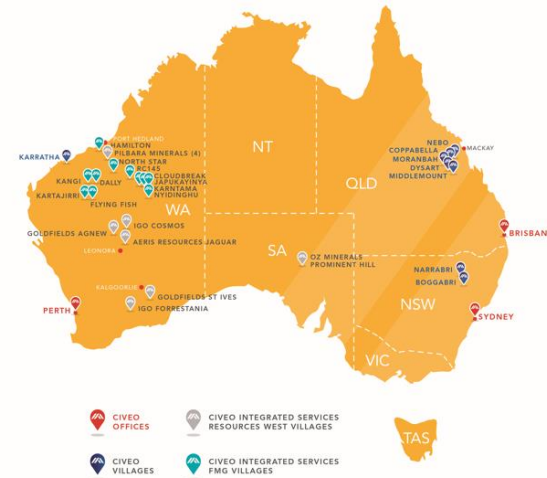 PORT HEDLAND
HAMILTON
PILBARA MINERALS (4)
KARRATHA
NORTH STAR
RC145
CLOUDBREAK
JAPUKAYINYA
KARNTAMA
NYIDINGHU
KANGI
DALLY
KARTAJIRRI
FLYING FISH
WA
IGO COSMOS
GOLDFIELDS AGNEW
AERIS RESOURCES JAGUAR
LEONORA
KALGOORLIE
GOLDFIELDS ST IVES
IGO FORRESTANIA
PERTH
NT
QLD
NEBO
MACKAY
COPPABELLA
MORANBAH
DYSART
MIDDLEMOUNT
SA
OZ MINERALS
PROMINENT HILL
BRISBAN
NARRABRI
BOGGABRI
NSW
SYDNEY
VIC
TAS
CIVEO
OFFICES
CIVEO INTEGRATED SERVICES
RESOURCES WEST VILLAGES
CIVEO
VILLAGES
CIVEO INTEGRATED SERVICES
FMG VILLAGES